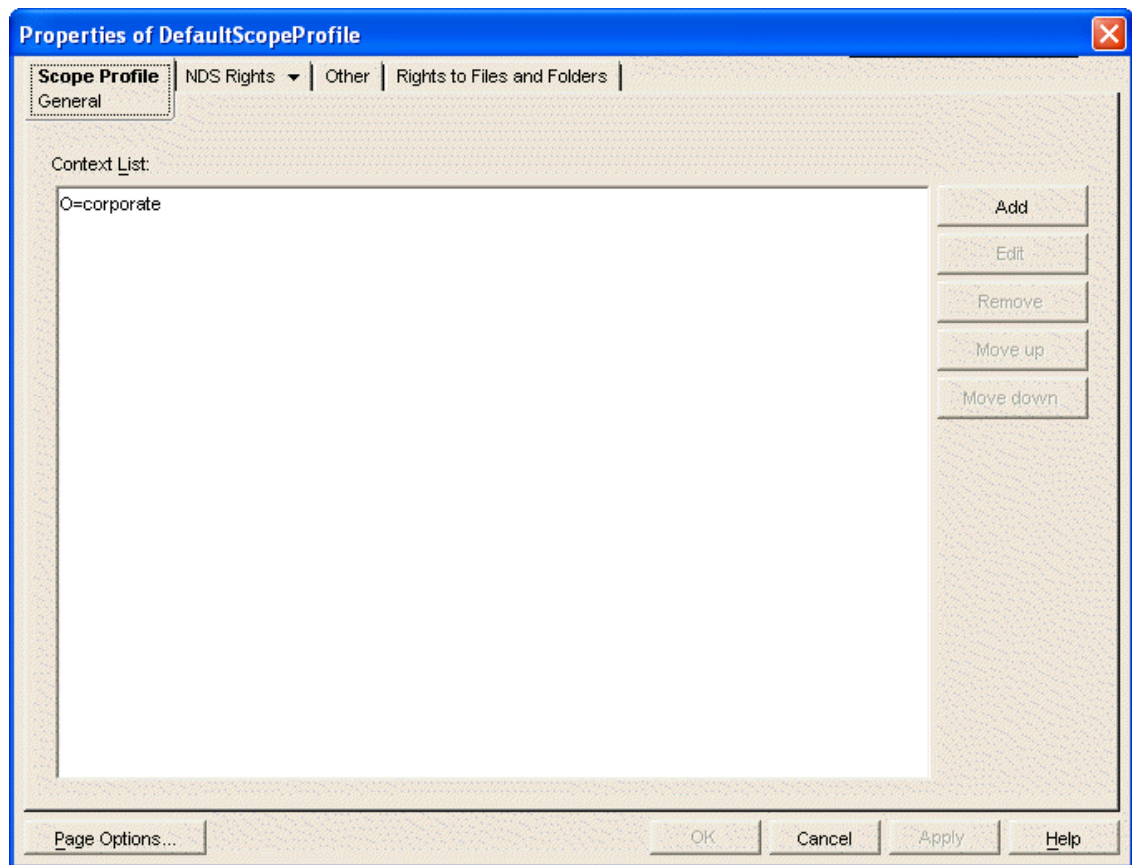 Properties of DefaultScopeProfile
Scope Profile NDS Rights Other Rights to Files and Folders
General
Context List:
O=corporate
Add
Edit
Remove
Move up
Move down
Page Options... OK Cancel Apply Help